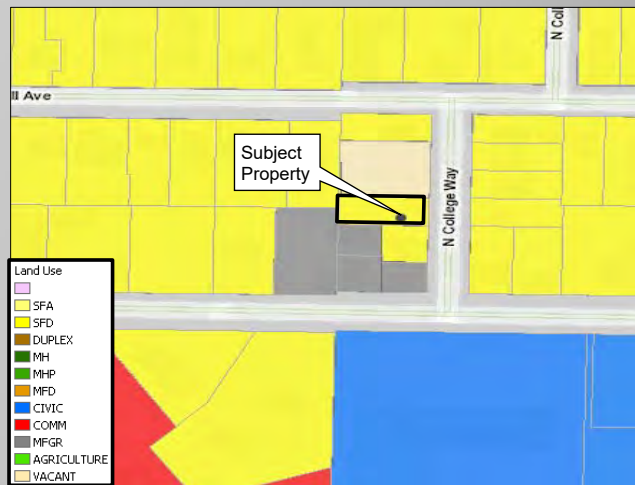 N Coll
ll Ave
Subject
Property
N College Way
Land Use
SFA
SFD
DUPLEX
MH
MHP
MFD
CIVIC
COMM
MFGR
AGRICULTURE
VACANT